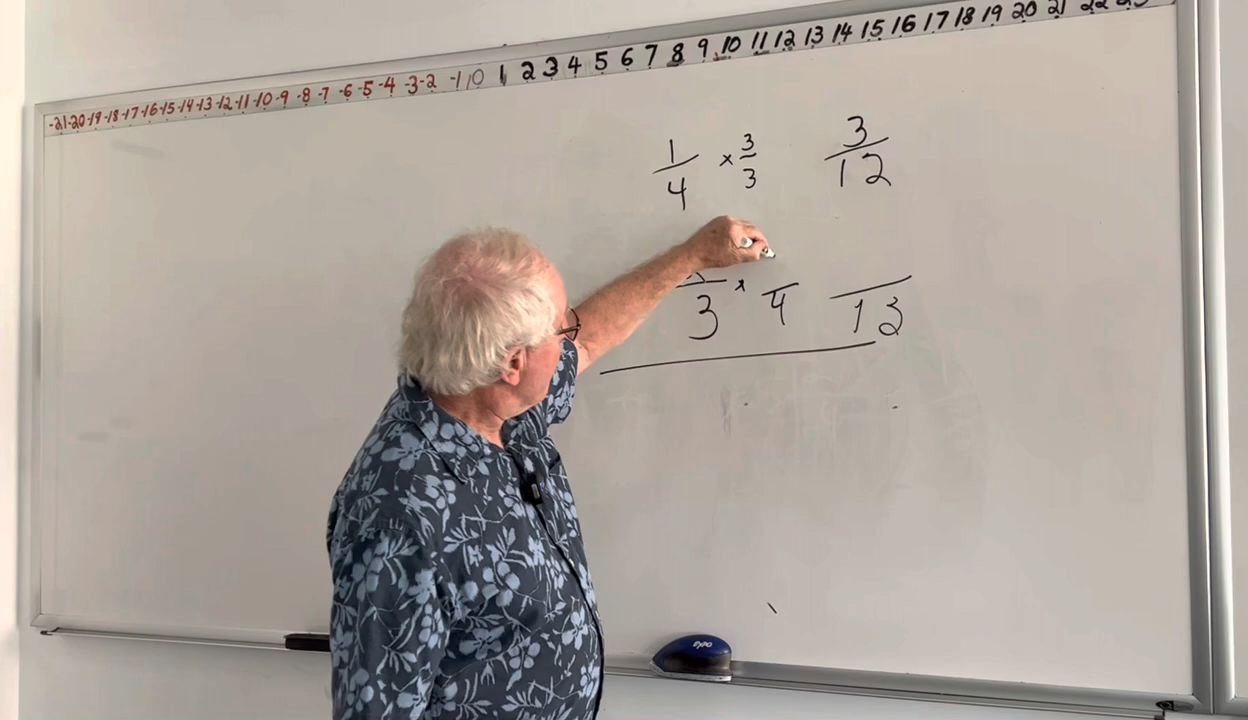 -21 -20 -19 -18 -17 -16 -15 -14 -13 -12 -11 -10 -9 -8 -7 -6 -5 -4 -3 -2 -1 0 1 2 3 4 5 6 7 8 9 10 11 12 13 14 15 16 17 18 19 20 21 22 23
1/4 × 3/3 3/12
/3 × /4 /12
EXPO